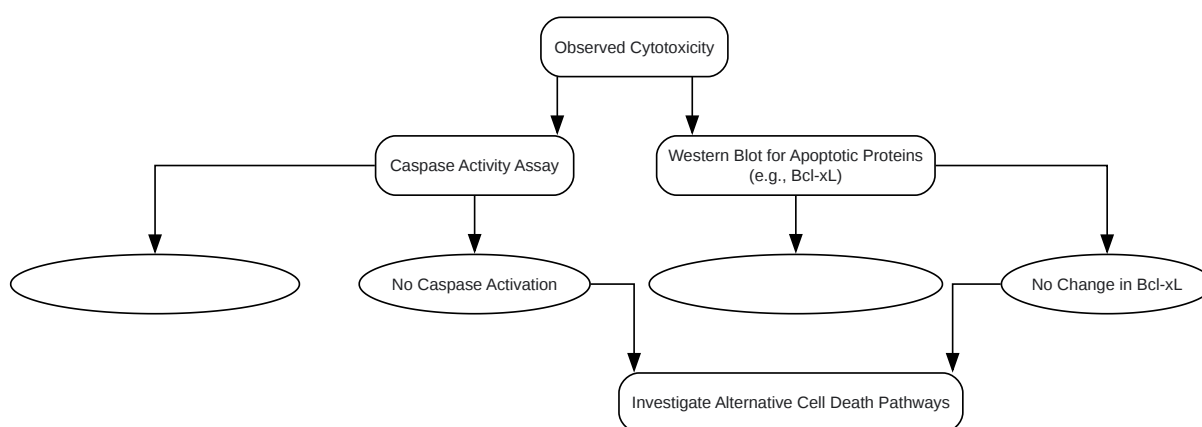 Observed Cytotoxicity
Caspase Activity Assay
Western Blot for Apoptotic Proteins
(e.g., Bcl-xL)
No Caspase Activation
No Change in Bcl-xL
Investigate Alternative Cell Death Pathways